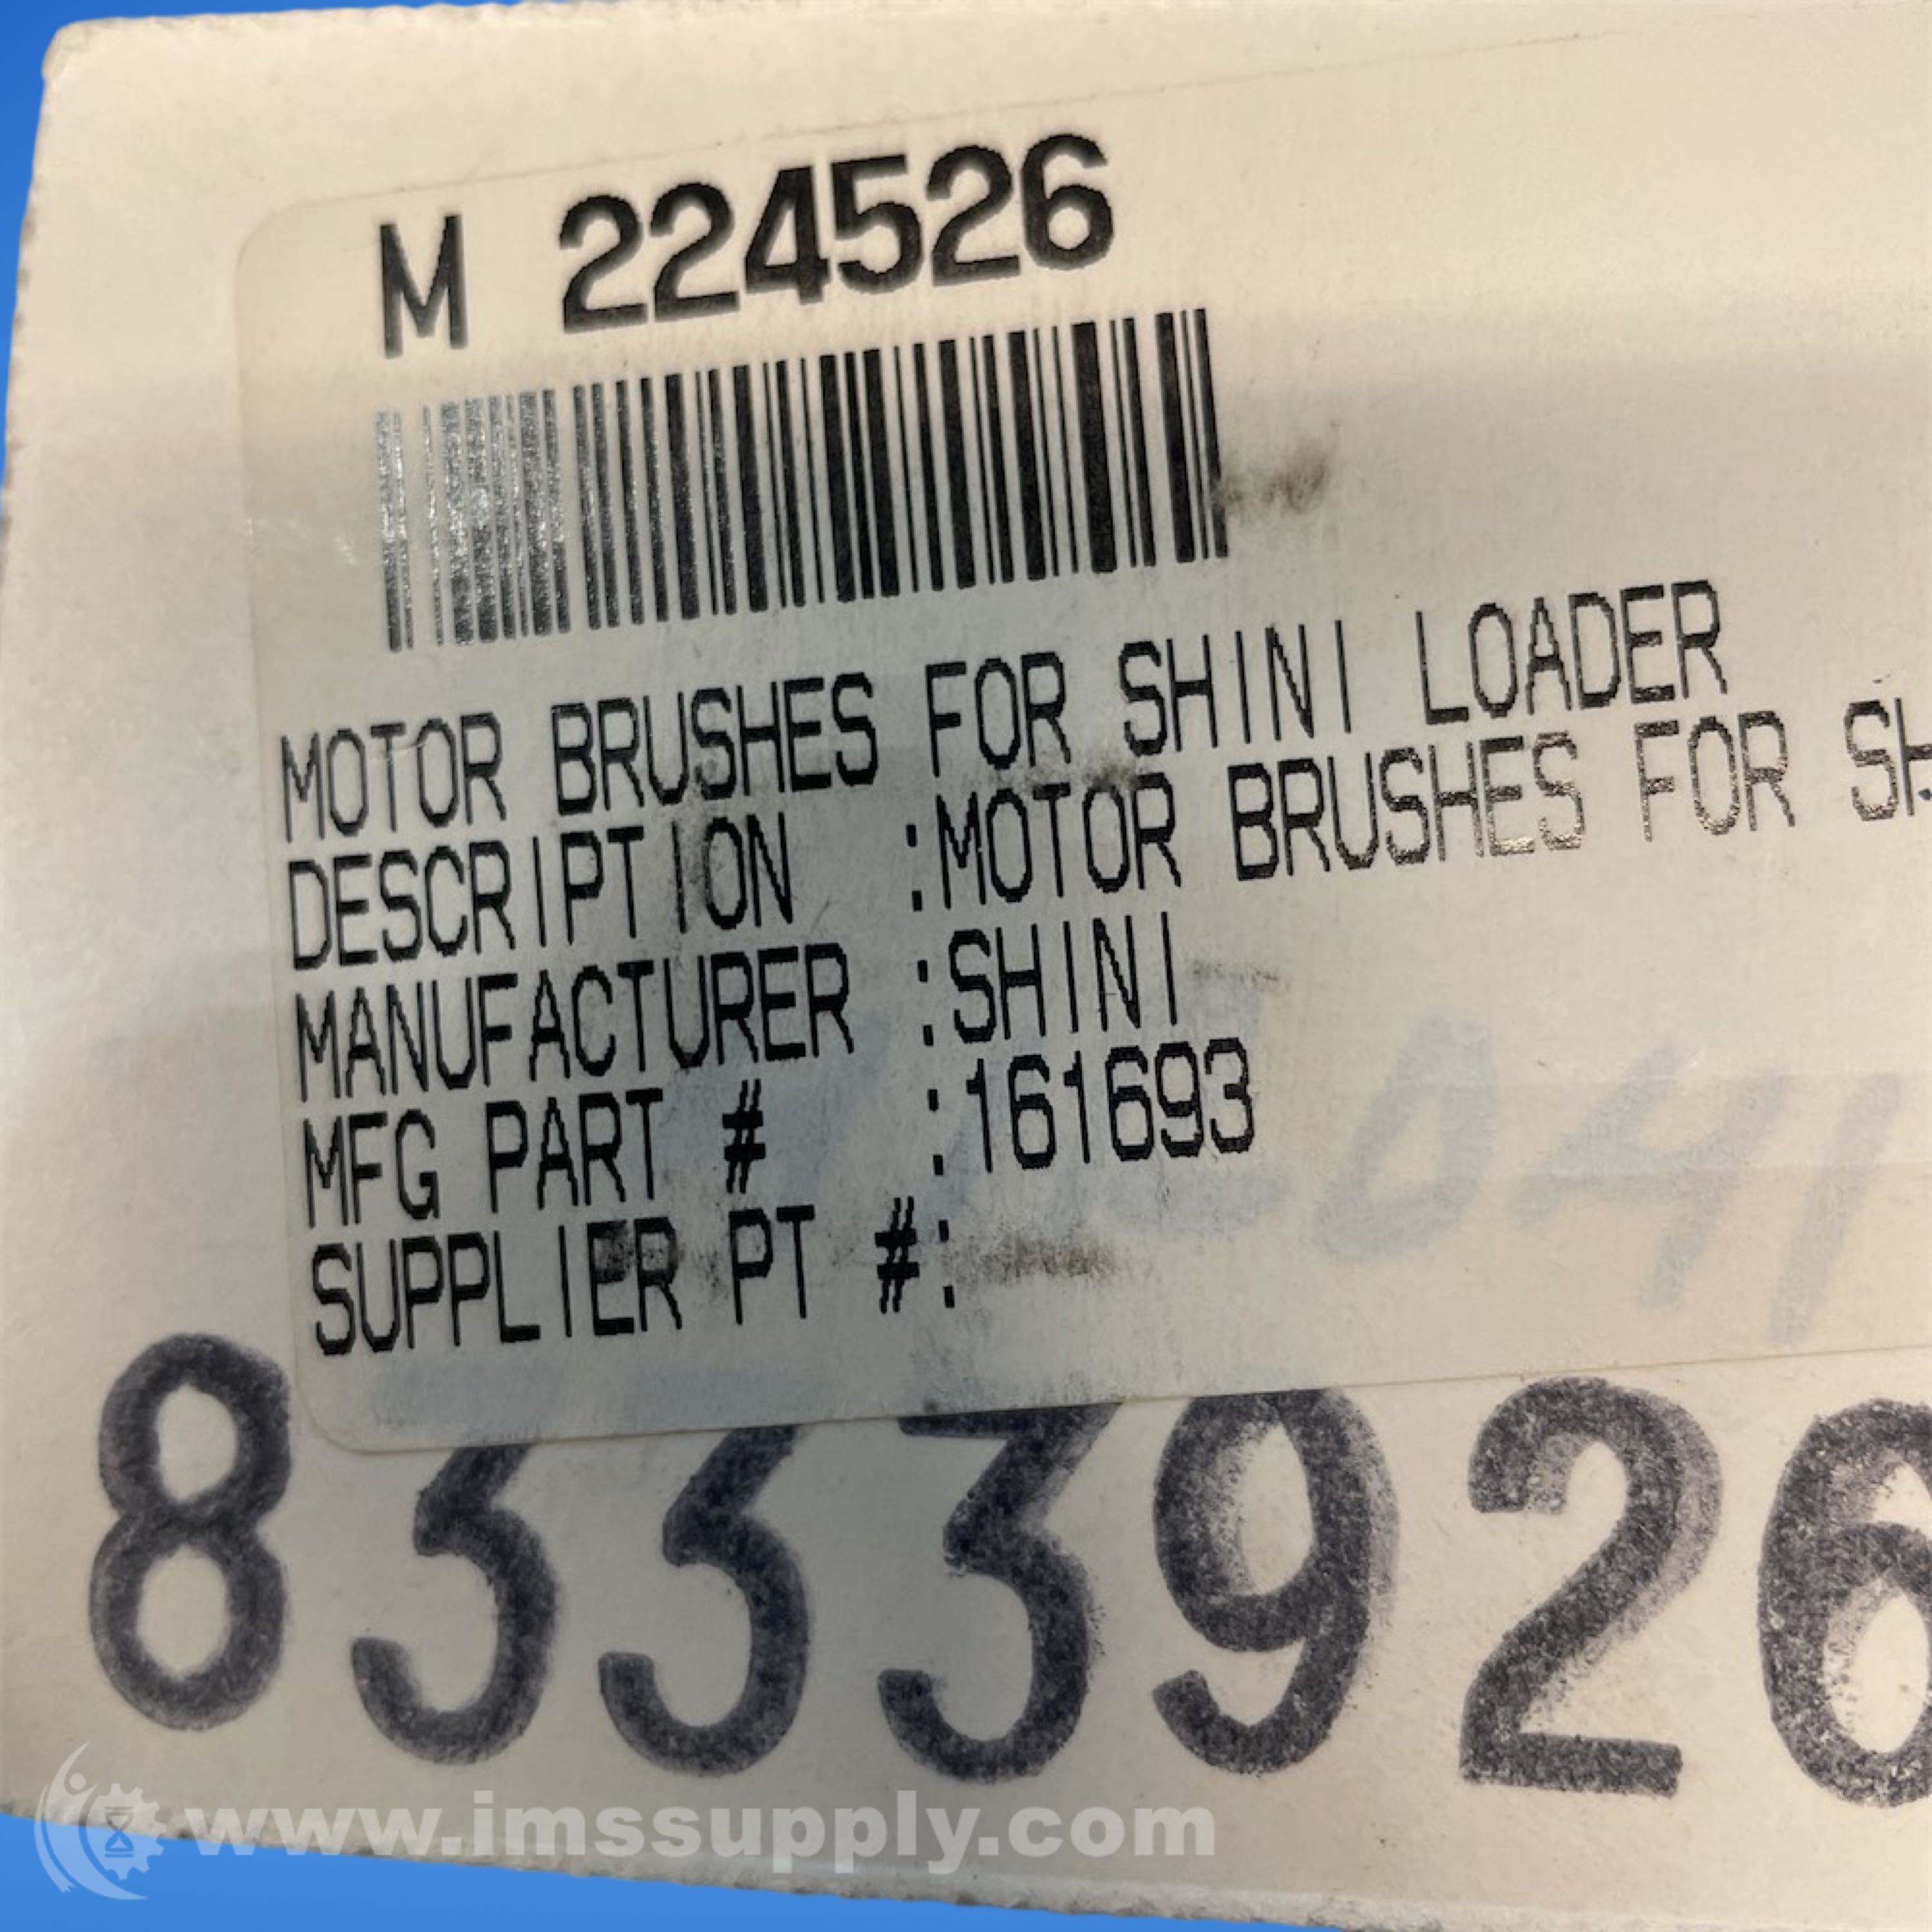 M 224526
MOTOR BRUSHES FOR SHINI LOADER
DESCRIPTION :MOTOR BRUSHES FOR SH
MANUFACTURER :SHINI
MFG PART # :161693
SUPPLIER PT #:
8333926
www.imssupply.com